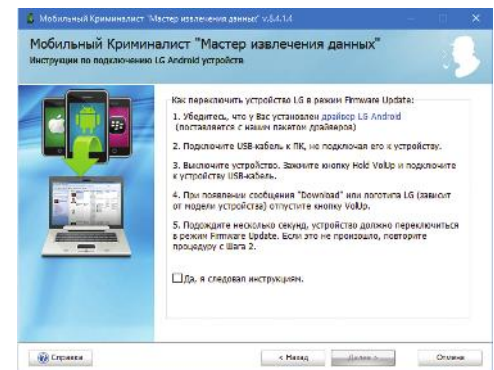 Мобильный Криминалист "Мастер извлечения данных" v.6.4.1.4
Мобильный Криминалист "Мастер извлечения данных"
Инструкции по подключению LG Android устройств
Как переключить устройство LG в режим Firmware Update:
1. Убедитесь, что у Вас установлен драйвер LG Android
(поставляется с нашим пакетом драйверов)
2. Подключите USB-кабель к ПК, не подключая его к устройству.
3. Выключите устройство. Зажмите кнопку Hold VolUp и подключите
к устройству USB-кабель.
4. При появлении сообщения "Download" или логотипа LG (зависит
от модели устройства) отпустите кнопку VolUp.
5. Подождите несколько секунд, устройство должно переключиться
в режим Firmware Update. Если это не произошло, повторите
процедуру с Шага 2.
Да, я следовал инструкциям.
Справка
< Назад
Далее >
Отмена